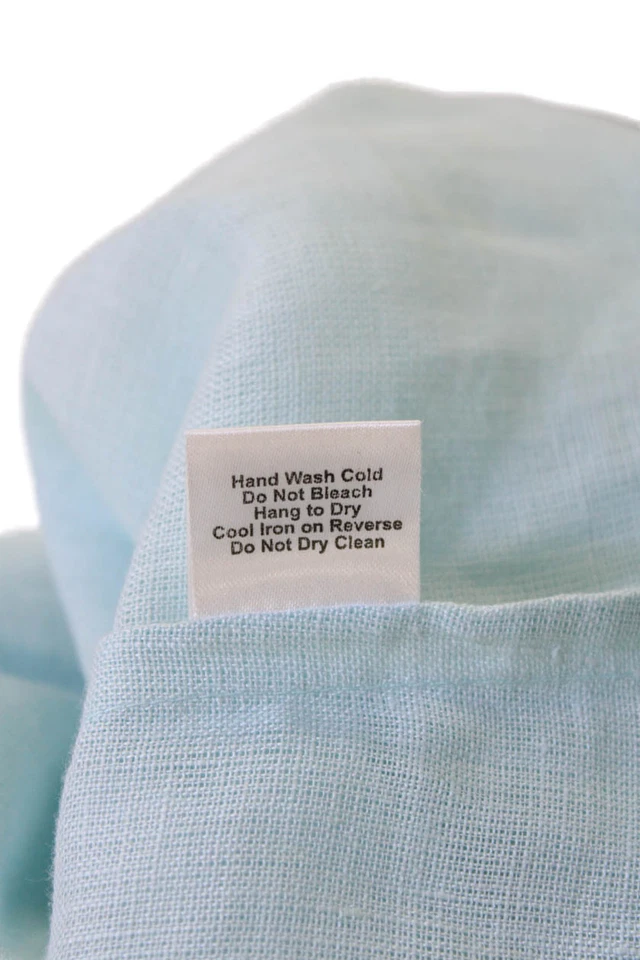 Hand Wash Cold
Do Not Bleach
Hang to Dry
Cool Iron on Reverse
Do Not Dry Clean